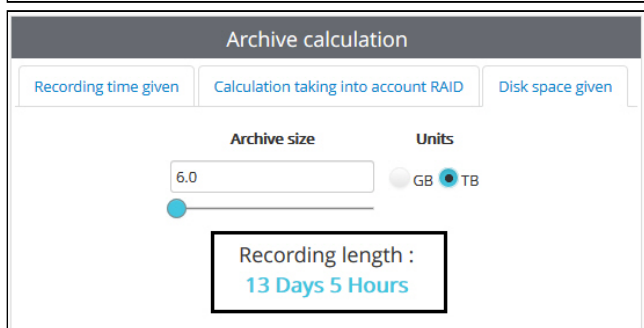 Archive calculation
Recording time given Calculation taking into account RAID Disk space given
Archive size Units
6.0 GB TB
Recording length :
13 Days 5 Hours